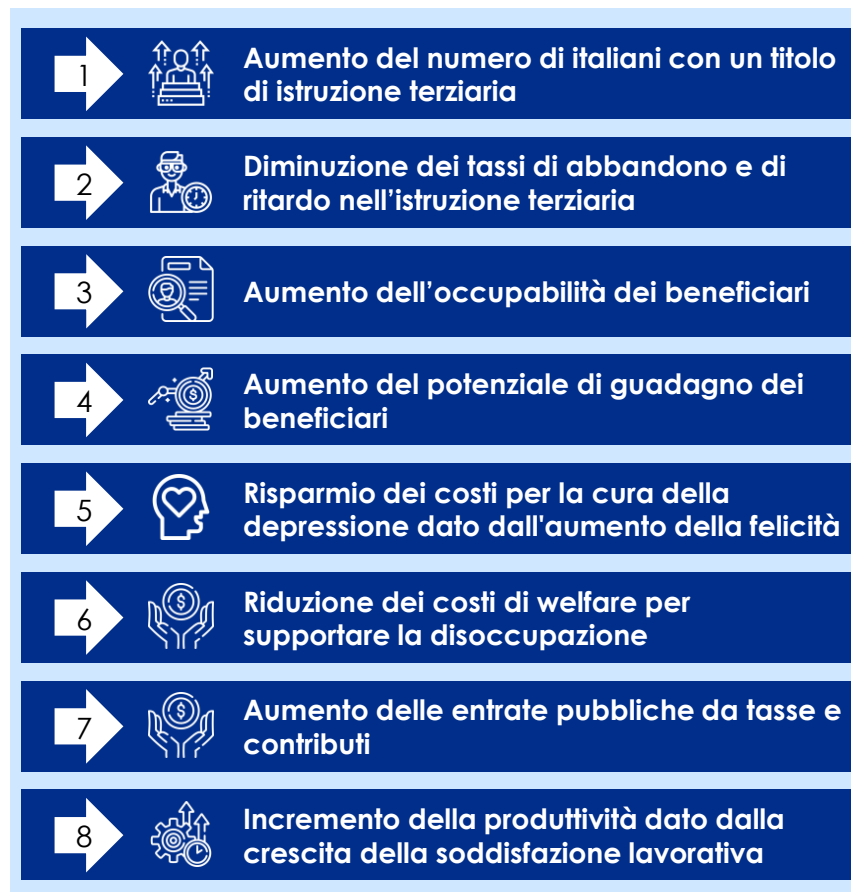 1
Aumento del numero di italiani con un titolo
di istruzione terziaria
2
Diminuzione dei tassi di abbandono e di
ritardo nell'istruzione terziaria
3
Aumento dell'occupabilità dei beneficiari
4
Aumento del potenziale di guadagno dei
beneficiari
5
Risparmio dei costi per la cura della
depressione dato dall'aumento della felicità
6
Riduzione dei costi di welfare per
supportare la disoccupazione
7
Aumento delle entrate pubbliche da tasse e
contributi
8
Incremento della produttività dato dalla
crescita della soddisfazione lavorativa